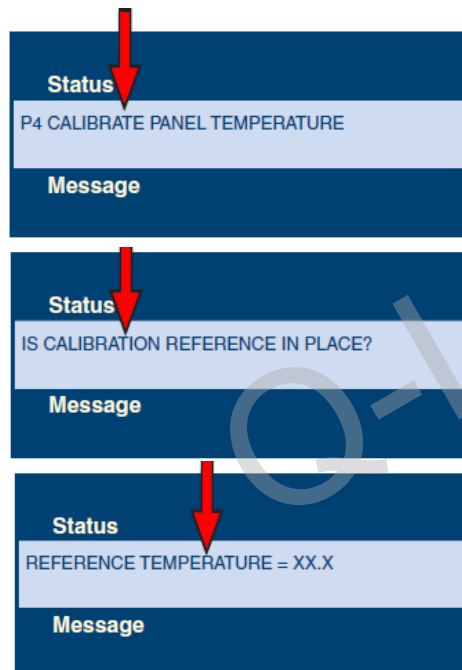 Status
P4 CALIBRATE PANEL TEMPERATURE
Message
Status
IS CALIBRATION REFERENCE IN PLACE?
Message
Status
REFERENCE TEMPERATURE = XX.X
Message